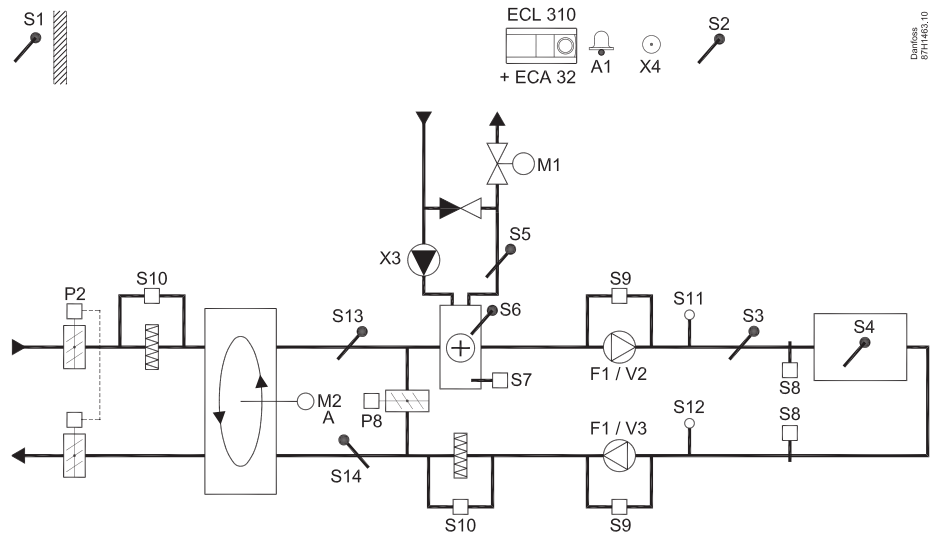 S1
ECL 310
+ ECA 32
A1
X4
S2
Danfoss
87H1463.10
M1
X3
S5
P2
S10
S13
S6
S9
S11
S3
S4
F1 / V2
S7
S8
M2
A
P8
S14
S10
F1 / V3
S9
S12
S8